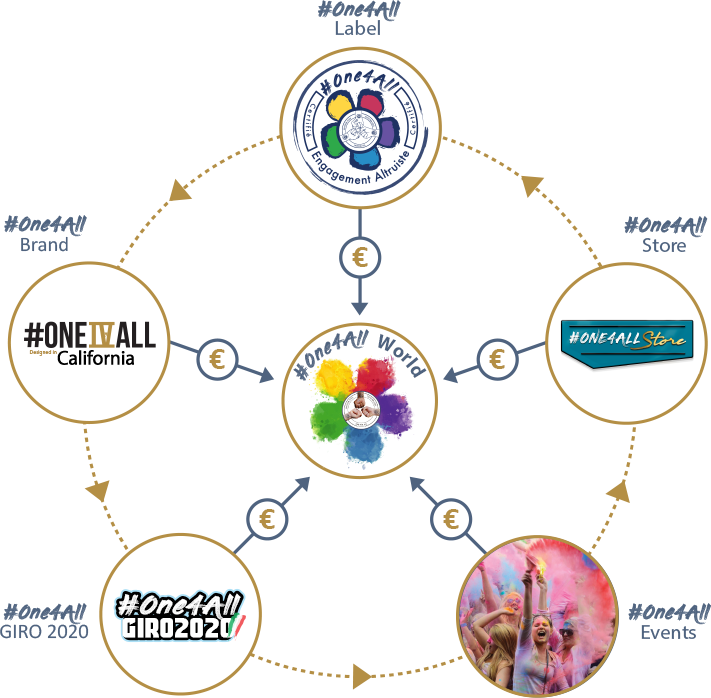 #One4All
Label
#One4All
Certifié
Certifié
Engagement Altruiste
#One4All
Brand
#One4All
Store
€
#ONEIVALL
Designed in
California
€
€
#ONE4ALL Store
#One4All World
€
€
#One4All
GIRO 2020
#One4All
GIRO2020
#One4All
Events